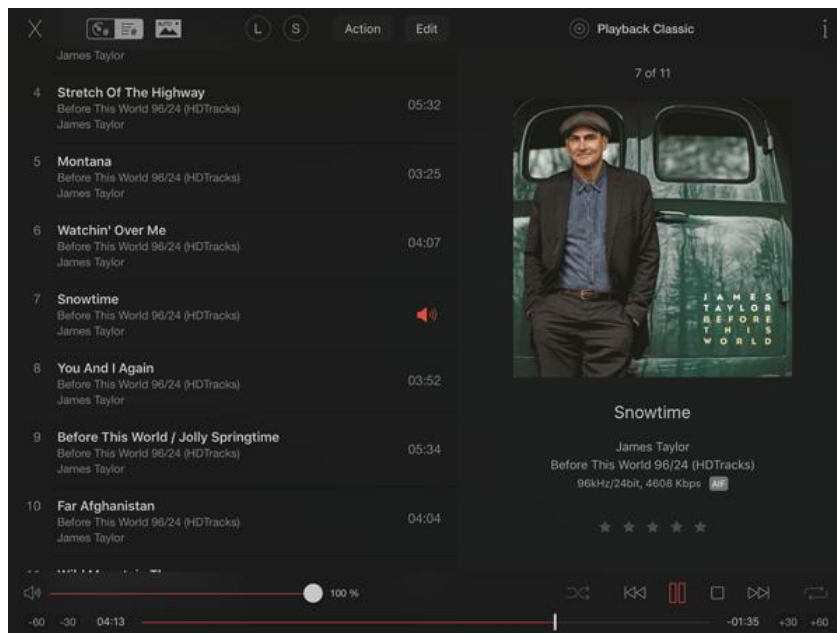 AUTO
L
S
Action
Edit
Playback Classic
i
James Taylor
4
Stretch Of The Highway
05:32
Before This World 96/24 (HDTracks)
James Taylor
5
Montana
03:25
Before This World 96/24 (HDTracks)
James Taylor
6
Watchin' Over Me
04:07
Before This World 96/24 (HDTracks)
James Taylor
7
Snowtime
Before This World 96/24 (HDTracks)
James Taylor
8
You And I Again
03:52
Before This World 96/24 (HDTracks)
James Taylor
9
Before This World / Jolly Springtime
05:34
Before This World 96/24 (HDTracks)
James Taylor
10
Far Afghanistan
04:04
Before This World 96/24 (HDTracks)
James Taylor
7 of 11
JAMES
TAYLOR
BEFORE
THIS
WORLD
Snowtime
James Taylor
Before This World 96/24 (HDTracks)
96kHz/24bit, 4608 Kbps AIF
100 %
-60 -30 04:13
-01:35 +30 +60